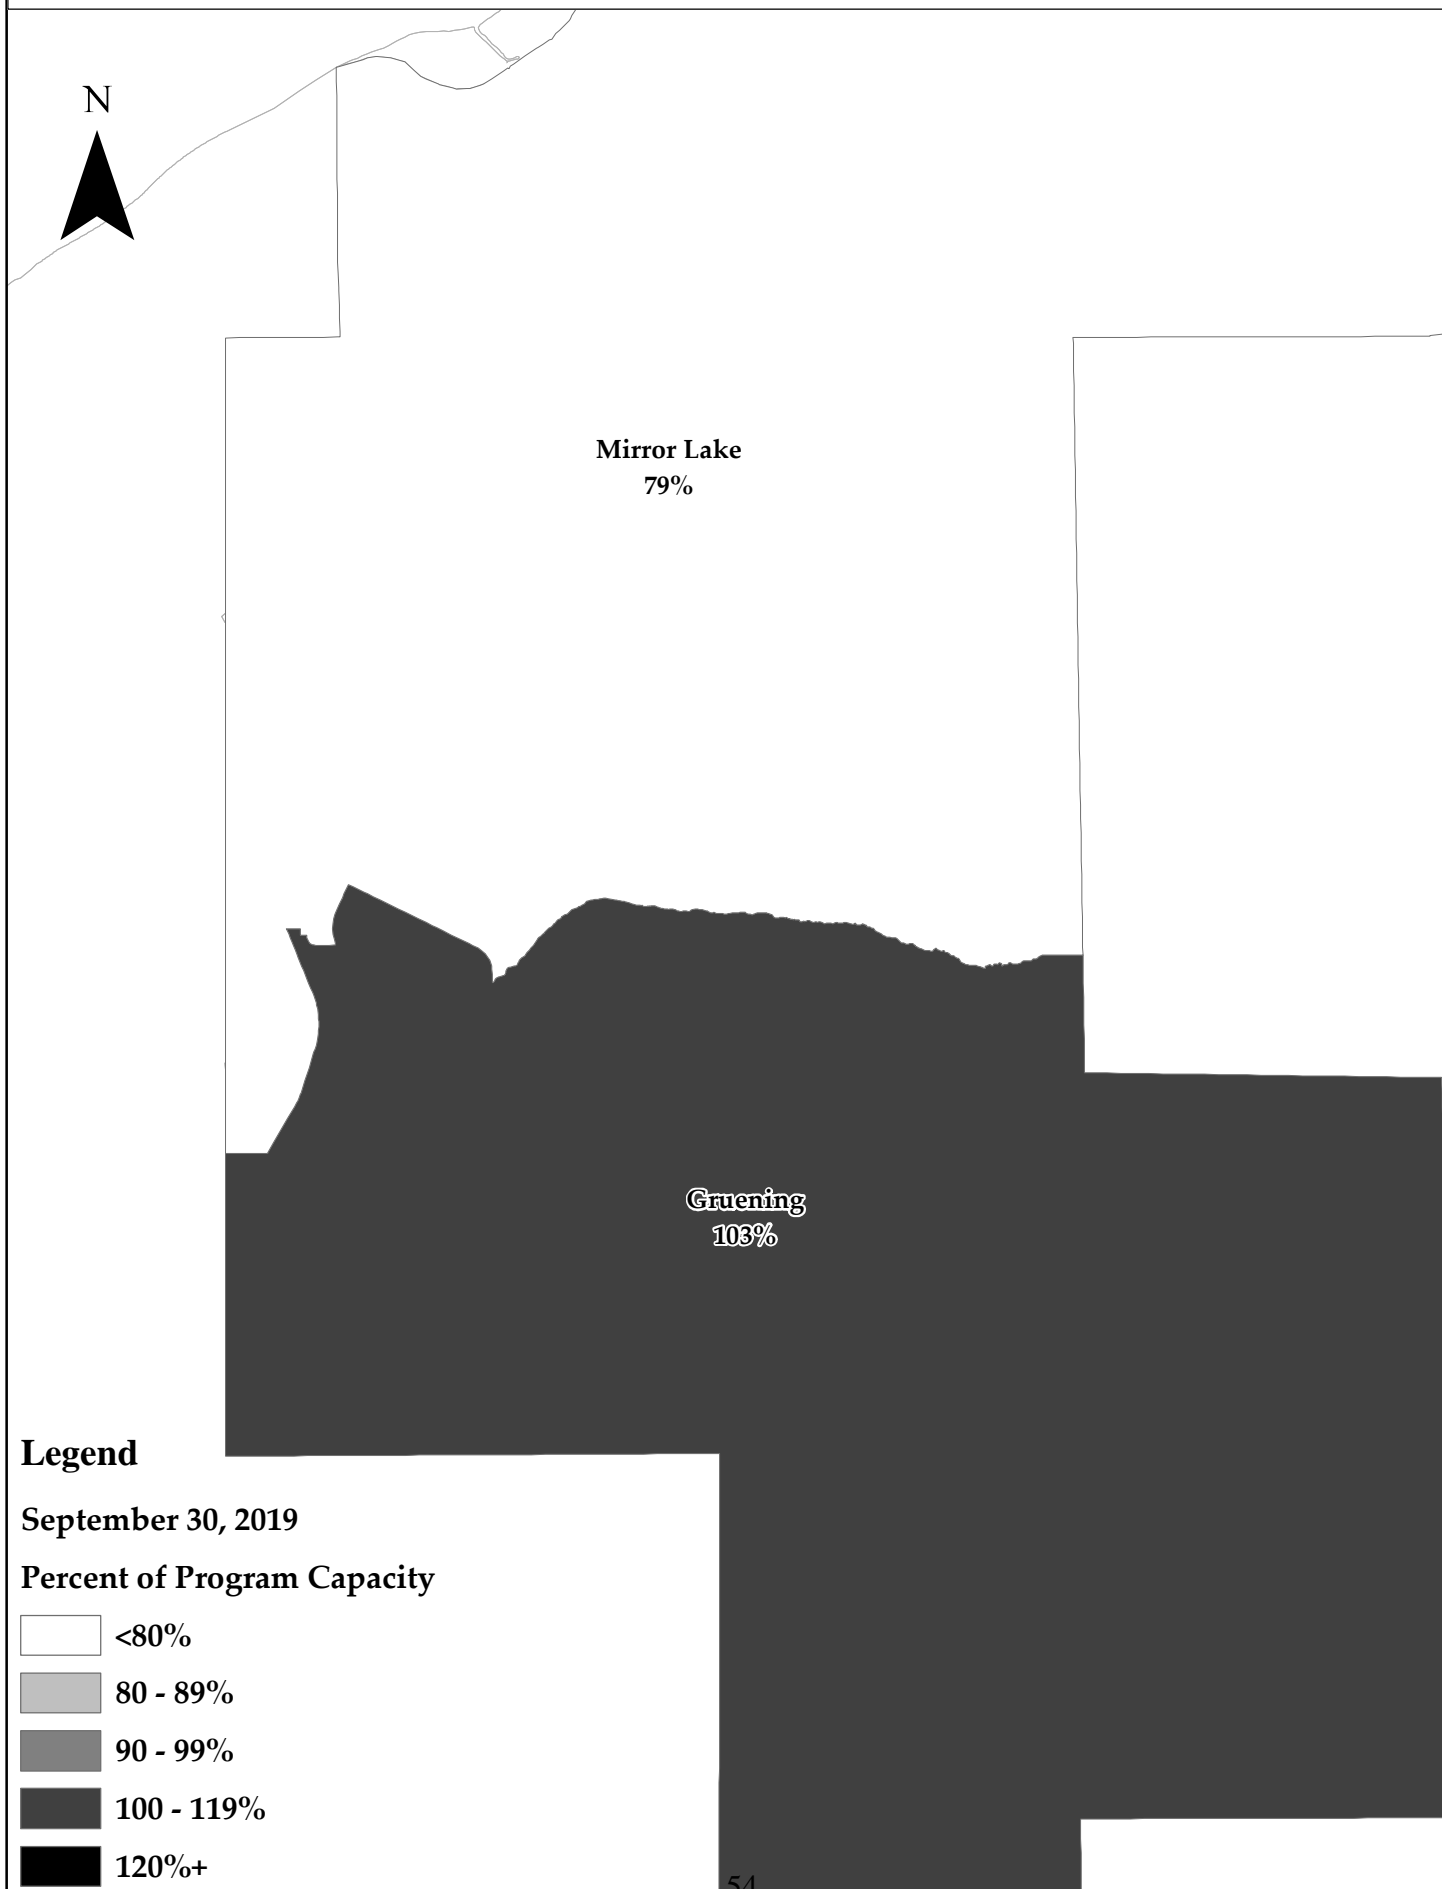 N
Mirror Lake
79%
Gruening
103%
Legend
September 30, 2019
Percent of Program Capacity
<80%
80 - 89%
90 - 99%
100 - 119%
120%+
54